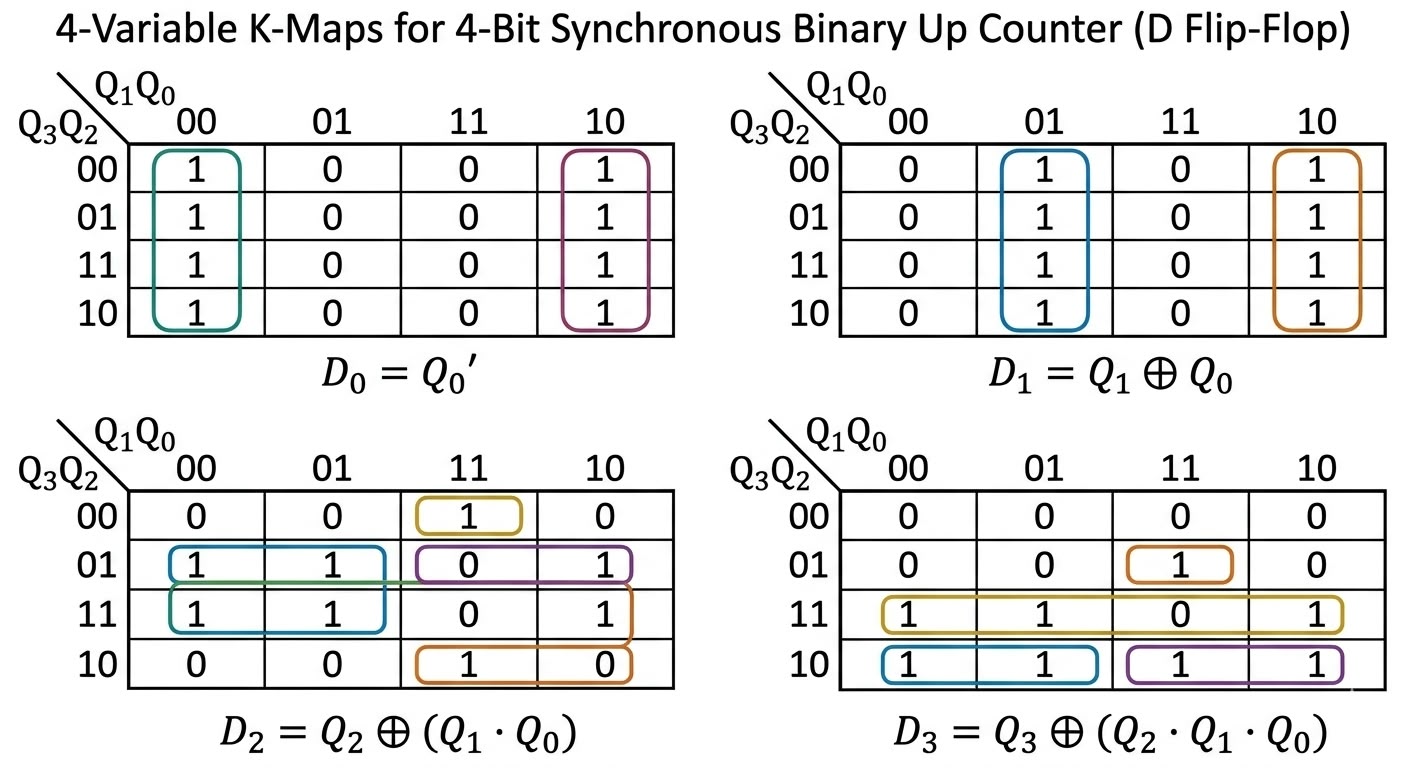 4-Variable K-Maps for 4-Bit Synchronous Binary Up Counter (D Flip-Flop)
Q₁Q₀
Q₃Q₂ 00 01 11 10
00 1 0 0 1
01 1 0 0 1
11 1 0 0 1
10 1 0 0 1
D₀ = Q₀′
Q₁Q₀
Q₃Q₂ 00 01 11 10
00 0 1 0 1
01 0 1 0 1
11 0 1 0 1
10 0 1 0 1
D₁ = Q₁ ⊕ Q₀
Q₁Q₀
Q₃Q₂ 00 01 11 10
00 0 0 1 0
01 1 1 0 1
11 1 1 0 1
10 0 0 1 0
D₂ = Q₂ ⊕ (Q₁ · Q₀)
Q₁Q₀
Q₃Q₂ 00 01 11 10
00 0 0 0 0
01 0 0 1 0
11 1 1 0 1
10 1 1 1 1
D₃ = Q₃ ⊕ (Q₂ · Q₁ · Q₀)